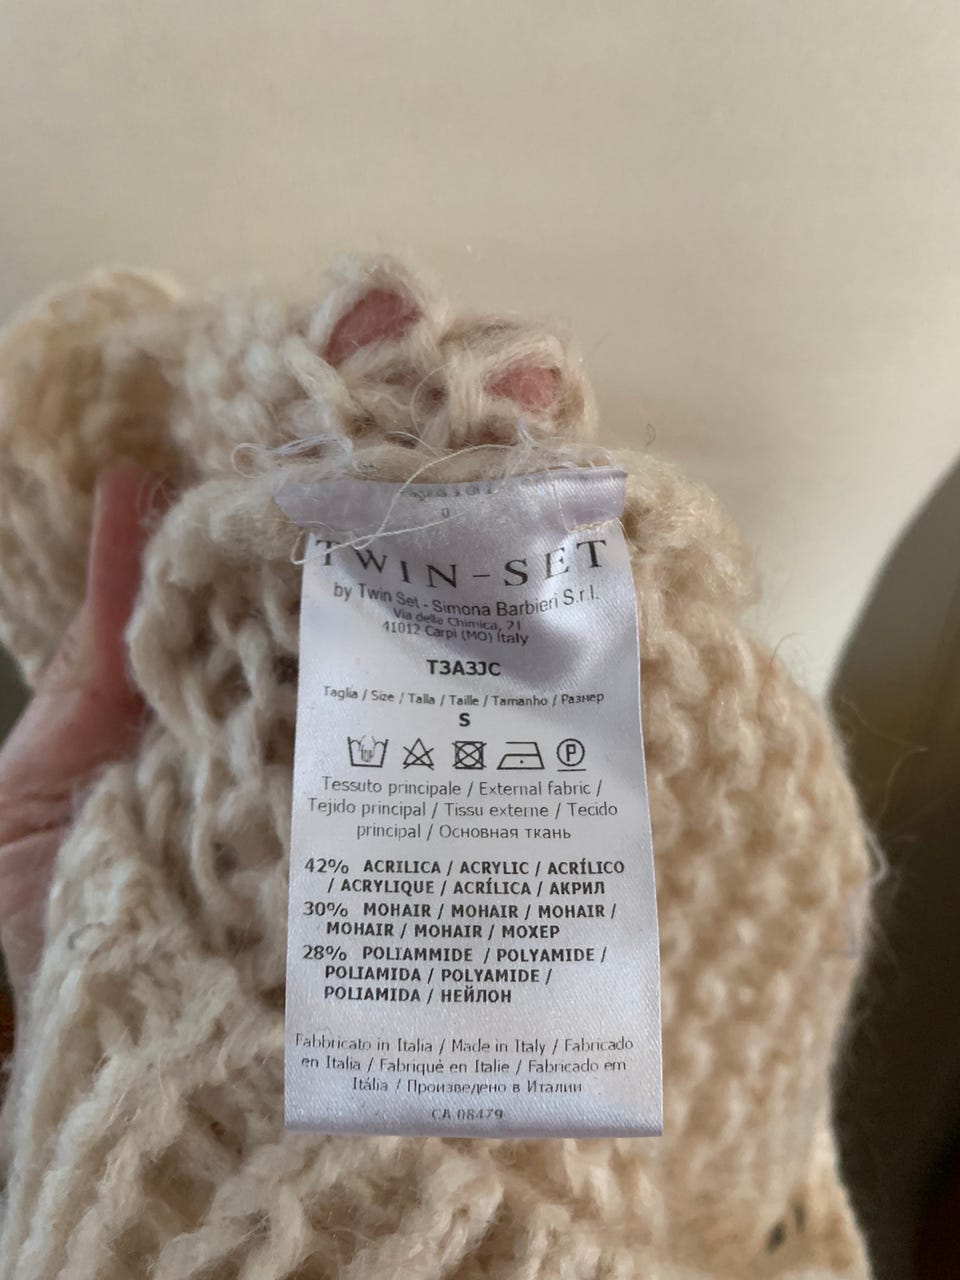 TWIN-SET
by Twin Set - Simona Barbieri S.r.l.
Via della Chimica, 21
41012 Carpi (MO) Italy
T3A3JC
Taglia / Size / Talla / Taille / Tamanho / Размер
S
P
Tessuto principale / External fabric /
Tejido principal / Tissu externe / Tecido
principal / Основная ткань
42% ACRILICA / ACRYLIC / ACRÍLICO
/ ACRYLIQUE / ACRÍLICA / АКРИЛ
30% MOHAIR / MOHAIR / MOHAIR /
MOHAIR / MOHAIR / МОХЕР
28% POLIAMMIDE / POLYAMIDE /
POLIAMIDA / POLYAMIDE /
POLIAMIDA / НЕЙЛОН
Fabbricato in Italia / Made in Italy / Fabricado
en Italia / Fabriqué en Italie / Fabricado em
Itália / Произведено в Италии
CA 08479